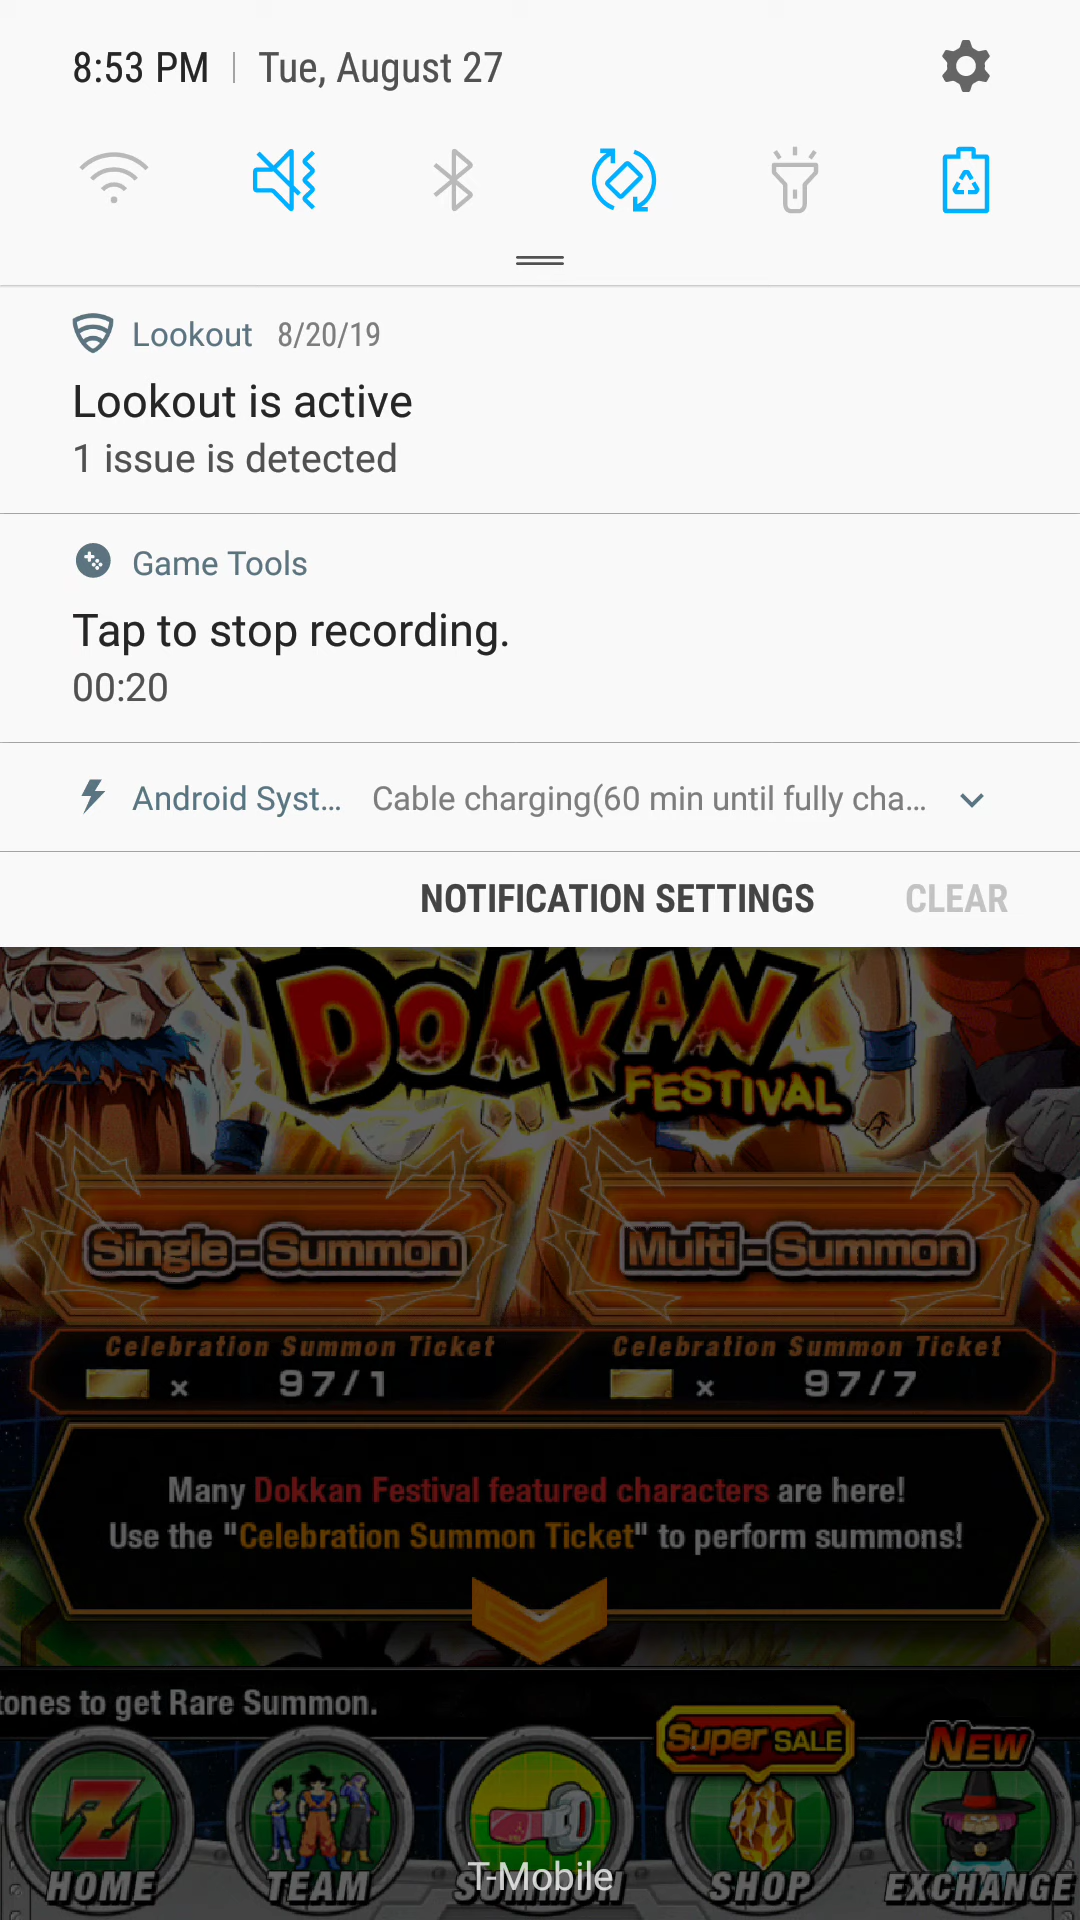 8:53 PM | Tue, August 27
Lookout 8/20/19
Lookout is active
1 issue is detected
Game Tools
Tap to stop recording.
00:20
Android Syst... Cable charging(60 min until fully cha...
NOTIFICATION SETTINGS CLEAR
DOKKAN
FESTIVAL
Single-Summon Multi-Summon
Celebration Summon Ticket Celebration Summon Ticket
× 97/1 × 97/7
Many Dokkan Festival featured characters are here!
Use the "Celebration Summon Ticket" to perform summons!
tones to get Rare Summon.
Super SALE NEW
HOME TEAM SUMMON SHOP EXCHANGE
T-Mobile